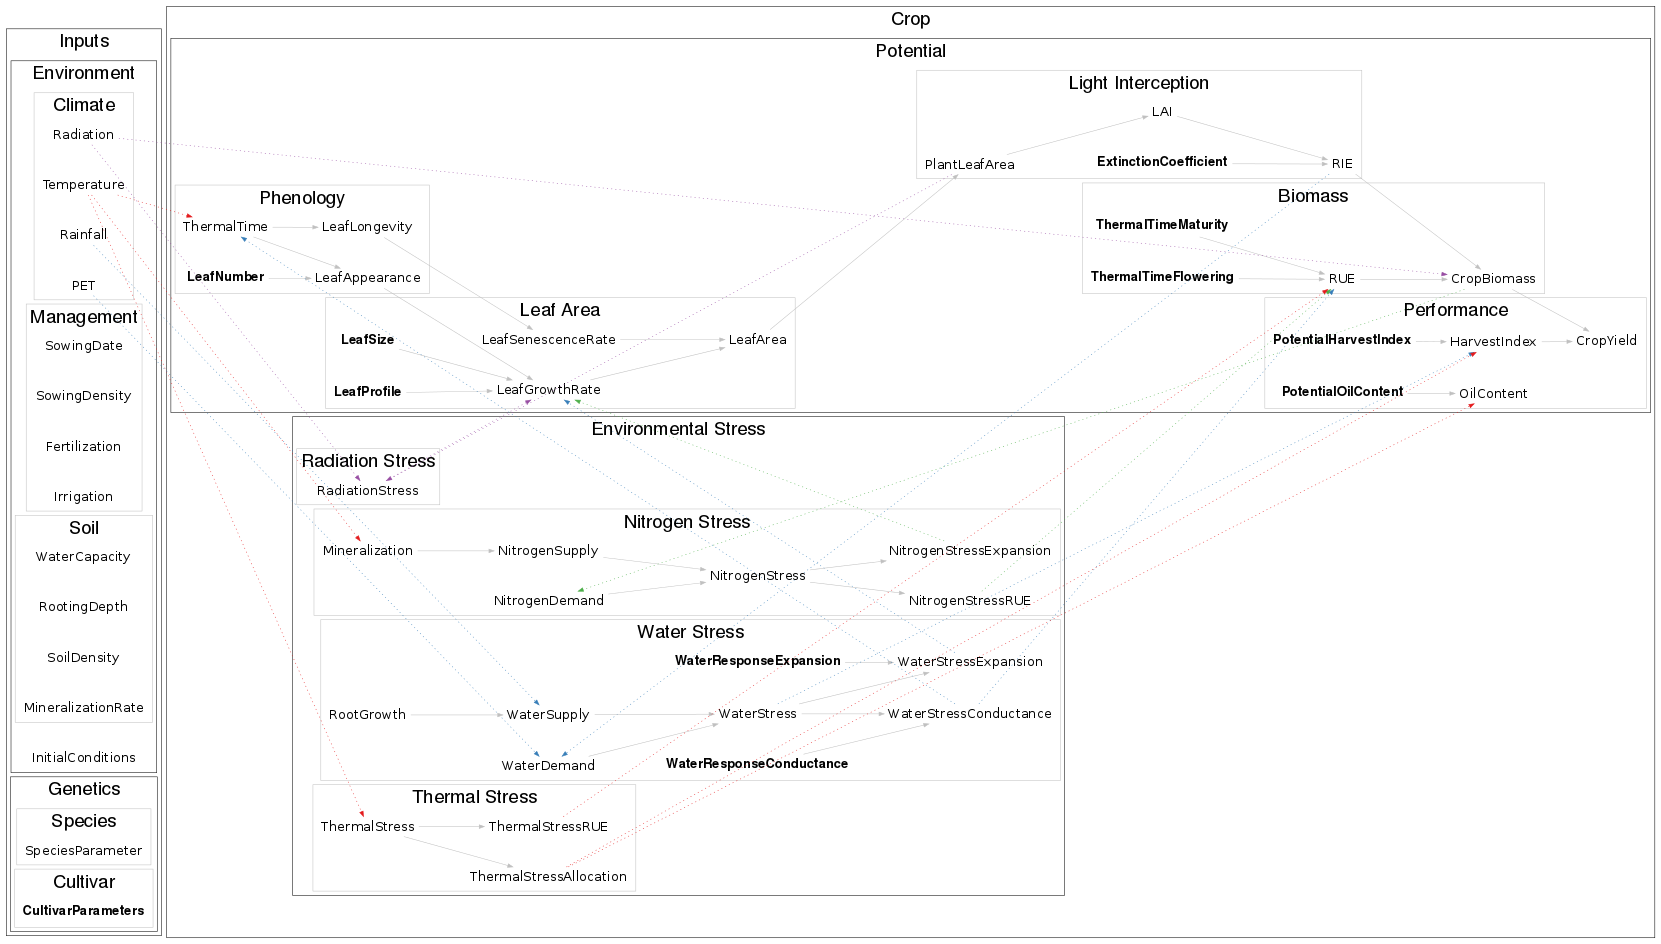 Inputs
Environment
Climate
Radiation
Temperature
Rainfall
PET
Management
SowingDate
SowingDensity
Fertilization
Irrigation
Soil
WaterCapacity
RootingDepth
SoilDensity
MineralizationRate
InitialConditions
Genetics
Species
SpeciesParameter
Cultivar
CultivarParameters
Crop
Potential
Light Interception
LAI
PlantLeafArea
ExtinctionCoefficient
RIE
Phenology
ThermalTime
LeafLongevity
LeafNumber
LeafAppearance
Biomass
ThermalTimeMaturity
ThermalTimeFlowering
RUE
CropBiomass
Leaf Area
LeafSize
LeafSenescenceRate
LeafArea
LeafProfile
LeafGrowthRate
Performance
PotentialHarvestIndex
HarvestIndex
CropYield
PotentialOilContent
OilContent
Environmental Stress
Radiation Stress
RadiationStress
Nitrogen Stress
Mineralization
NitrogenSupply
NitrogenStressExpansion
NitrogenStress
NitrogenDemand
NitrogenStressRUE
Water Stress
WaterResponseExpansion
WaterStressExpansion
RootGrowth
WaterSupply
WaterStress
WaterStressConductance
WaterDemand
WaterResponseConductance
Thermal Stress
ThermalStress
ThermalStressRUE
ThermalStressAllocation